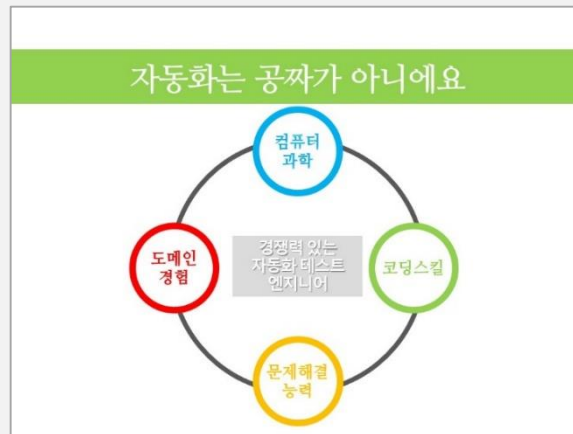 자동화는 공짜가 아니에요
컴퓨터
과학
도메인
경험
경쟁력 있는
자동화 테스트
엔지니어
코딩스킬
문제해결
능력